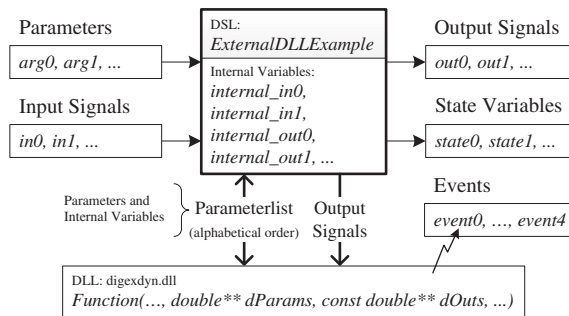 Parameters
arg0, arg1, ...
Input Signals
in0, in1, ...
DSL:
ExternalDLLExample
Internal Variables:
internal_in0,
internal_in1,
internal_out0,
internal_out1, ...
Output Signals
out0, out1, ...
State Variables
state0, state1, ...
Events
event0, ..., event4
Parameters and
Internal Variables
Parameterlist
(alphabetical order)
Output
Signals
DLL: digexdyn.dll
Function(..., double** dParams, const double** dOuts, ...)